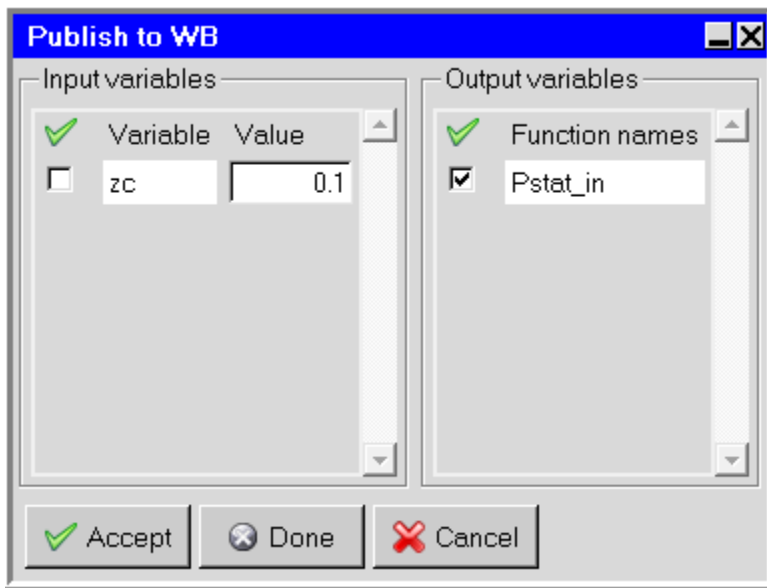 Publish to WB
Input variables
Variable Value
zc 0.1
Output variables
Function names
Pstat_in
Accept Done Cancel